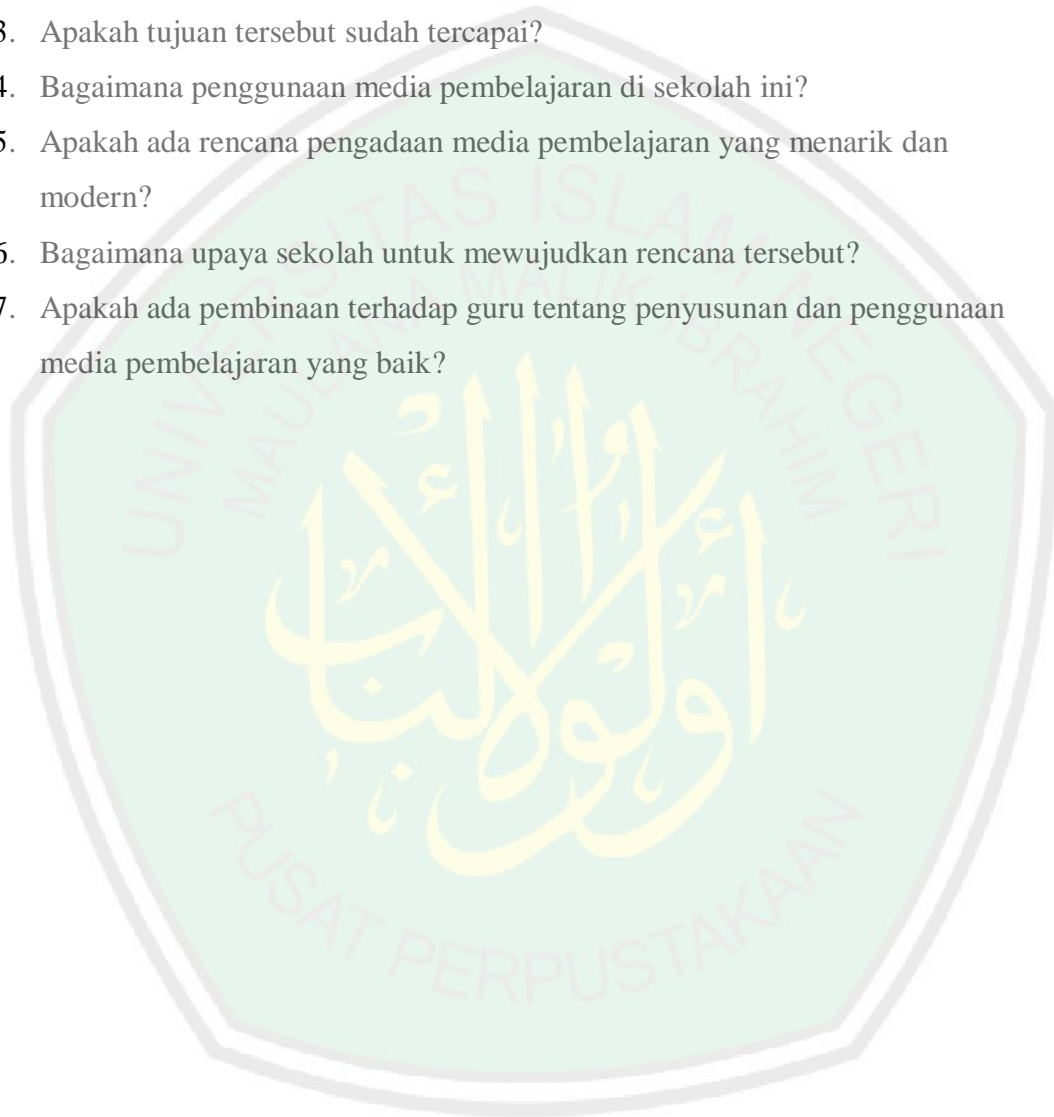 3. Apakah tujuan tersebut sudah tercapai?
4. Bagaimana penggunaan media pembelajaran di sekolah ini?
5. Apakah ada rencana pengadaan media pembelajaran yang menarik dan
modern?
6. Bagaimana upaya sekolah untuk mewujudkan rencana tersebut?
7. Apakah ada pembinaan terhadap guru tentang penyusunan dan penggunaan
media pembelajaran yang baik?
UNIVERSITAS ISLAM NEGERI
MAULANA MALIK IBRAHIM
أولوا الألباب
PUSAT PERPUSTAKAAN